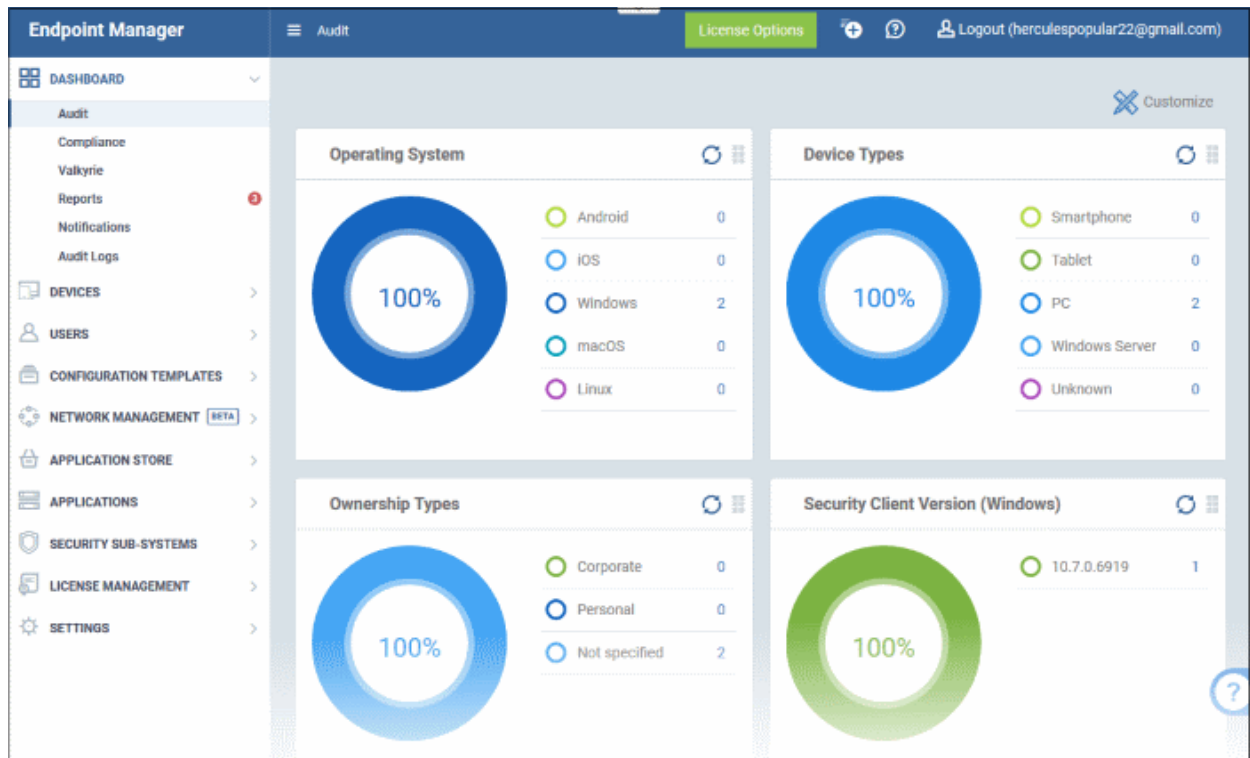 Endpoint Manager
Audit
License Options
Logout (herculespopular22@gmail.com)
DASHBOARD
Audit
Compliance
Valkyrie
Reports 3
Notifications
Audit Logs
DEVICES
USERS
CONFIGURATION TEMPLATES
NETWORK MANAGEMENT BETA
APPLICATION STORE
APPLICATIONS
SECURITY SUB-SYSTEMS
LICENSE MANAGEMENT
SETTINGS
Customize
Operating System
100%
Android 0
iOS 0
Windows 2
macOS 0
Linux 0
Device Types
100%
Smartphone 0
Tablet 0
PC 2
Windows Server 0
Unknown 0
Ownership Types
100%
Corporate 0
Personal 0
Not specified 2
Security Client Version (Windows)
100%
10.7.0.6919 1
?